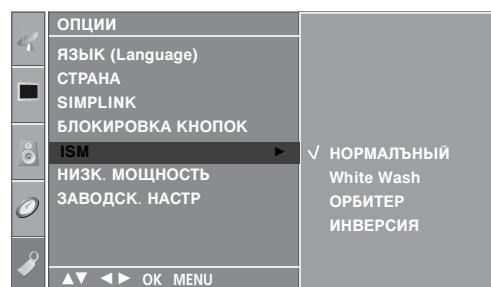 ОПЦИИ
ЯЗЫК (Language)
СТРАНА
SIMPLINK
БЛОКИРОВКА КНОПОК
ISM ►
НИЗК. МОЩНОСТЬ
ЗАВОДСК. НАСТР
√ НОРМАЛЪНЫЙ
White Wash
ОРБИТЕР
ИНВЕРСИЯ
▲▼ ◄► OK MENU